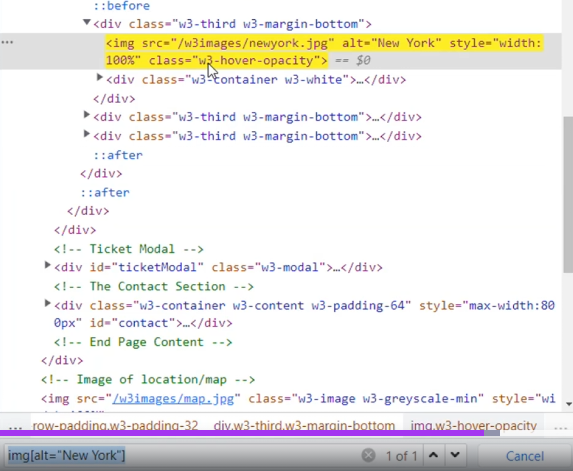 ::before
▼<div class="w3-third w3-margin-bottom">
... <img src="/w3images/newyork.jpg" alt="New York" style="width:
100%" class="w3-hover-opacity"> == $0
▶<div class="w3-container w3-white">…</div>
</div>
▶<div class="w3-third w3-margin-bottom">…</div>
▶<div class="w3-third w3-margin-bottom">…</div>
::after
</div>
::after
</div>
</div>
<!-- Ticket Modal -->
▶<div id="ticketModal" class="w3-modal">…</div>
<!-- The Contact Section -->
▶<div class="w3-container w3-content w3-padding-64" style="max-width:80
0px" id="contact">…</div>
<!-- End Page Content -->
</div>
<!-- Image of location/map -->
<img src="/w3images/map.jpg" class="w3-image w3-greyscale-min" style="wi
... row-padding.w3-padding-32 div.w3-third.w3-margin-bottom img.w3-hover-opacity ...
img[alt="New York"] 1 of 1 Cancel